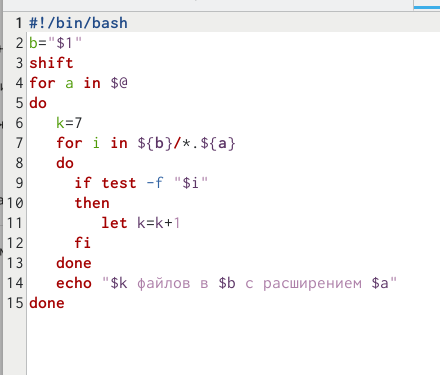 1 #!/bin/bash
2 b="$1"
3 shift
4 for a in $@
5 do
6 k=7
7 for i in ${b}/*.${a}
8 do
9 if test -f "$i"
10 then
11 let k=k+1
12 fi
13 done
14 echo "$k файлов в $b с расширением $a"
15 done